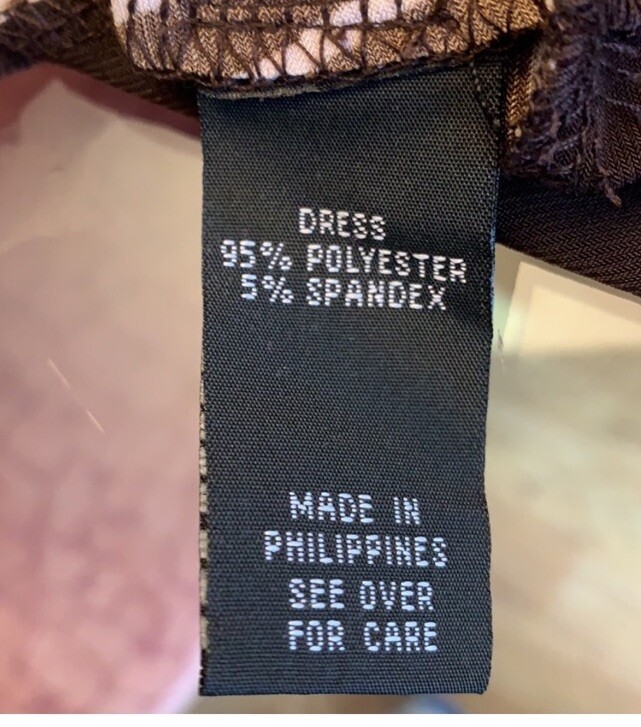 DRESS
95% POLYESTER
5% SPANDEX
MADE IN
PHILIPPINES
SEE OVER
FOR CARE